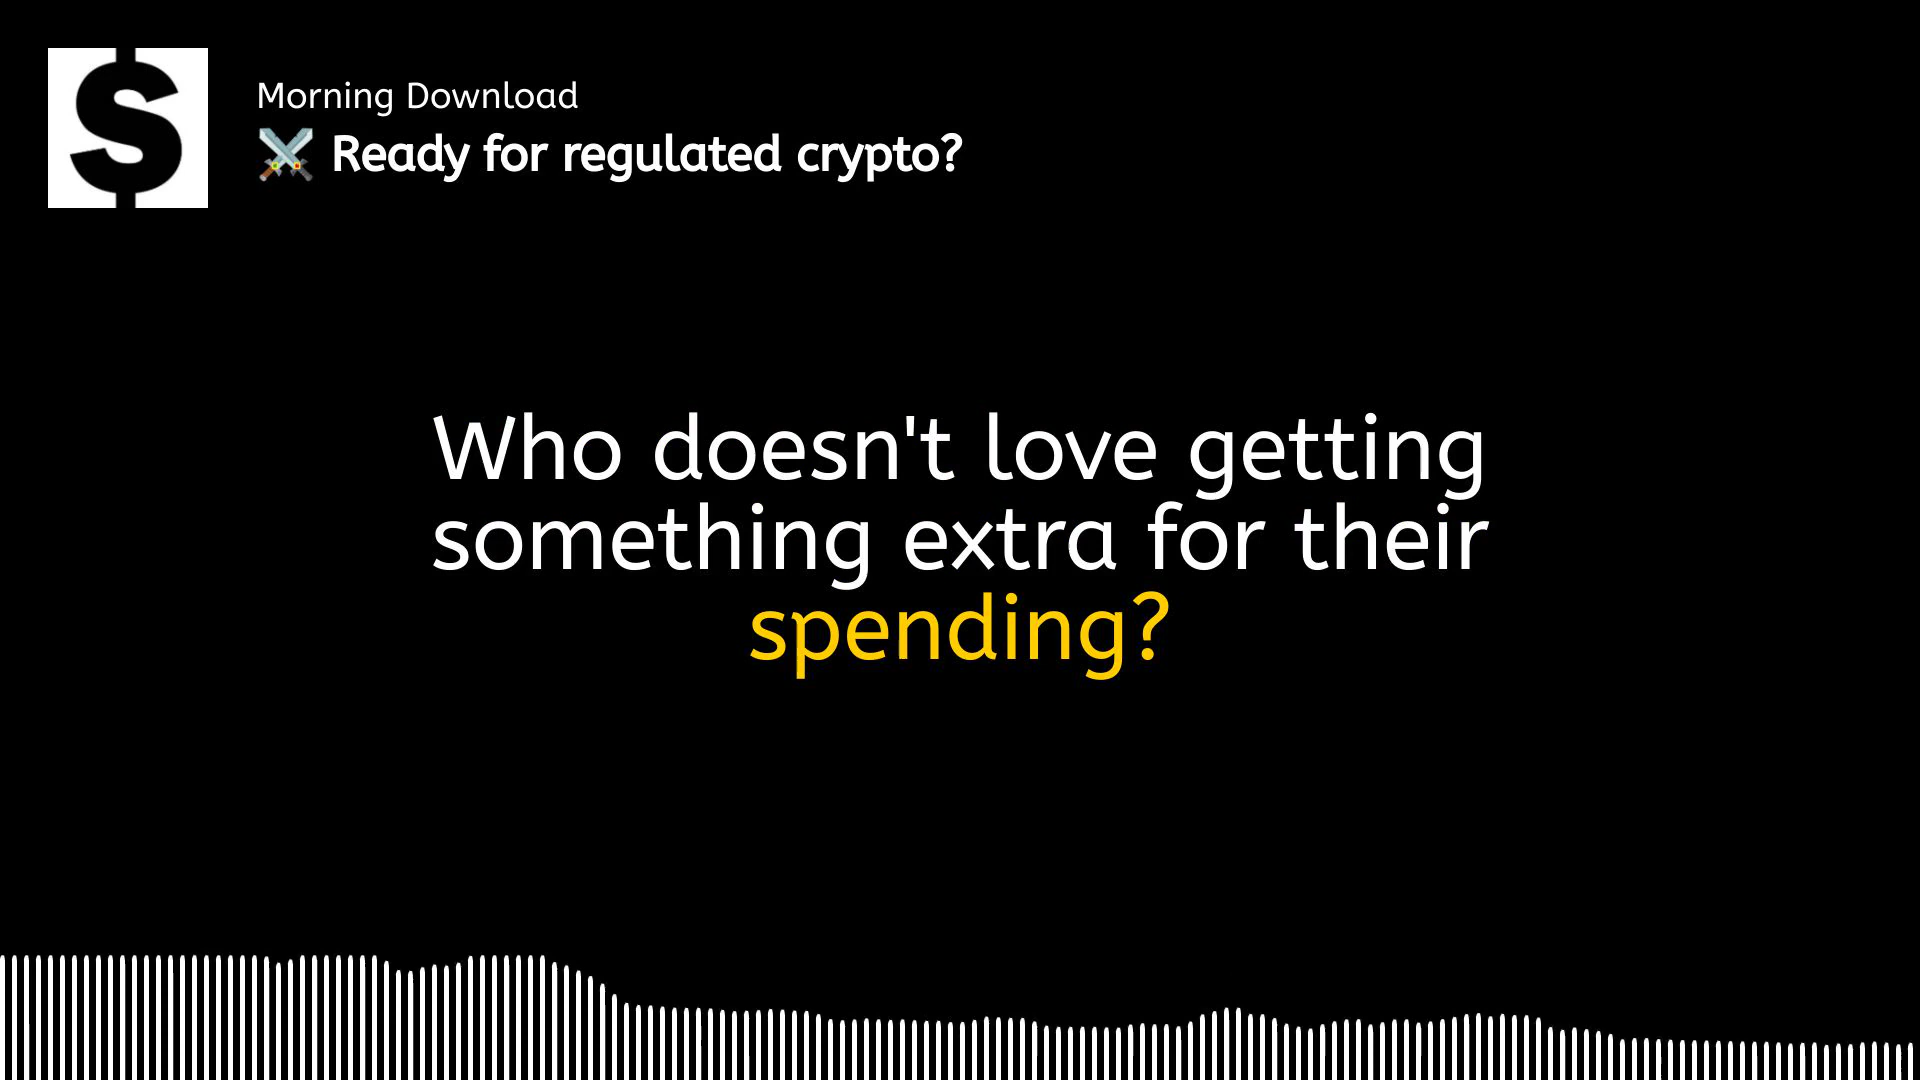 $
Morning Download
⚔️ Ready for regulated crypto?
Who doesn't love getting
something extra for their
spending?